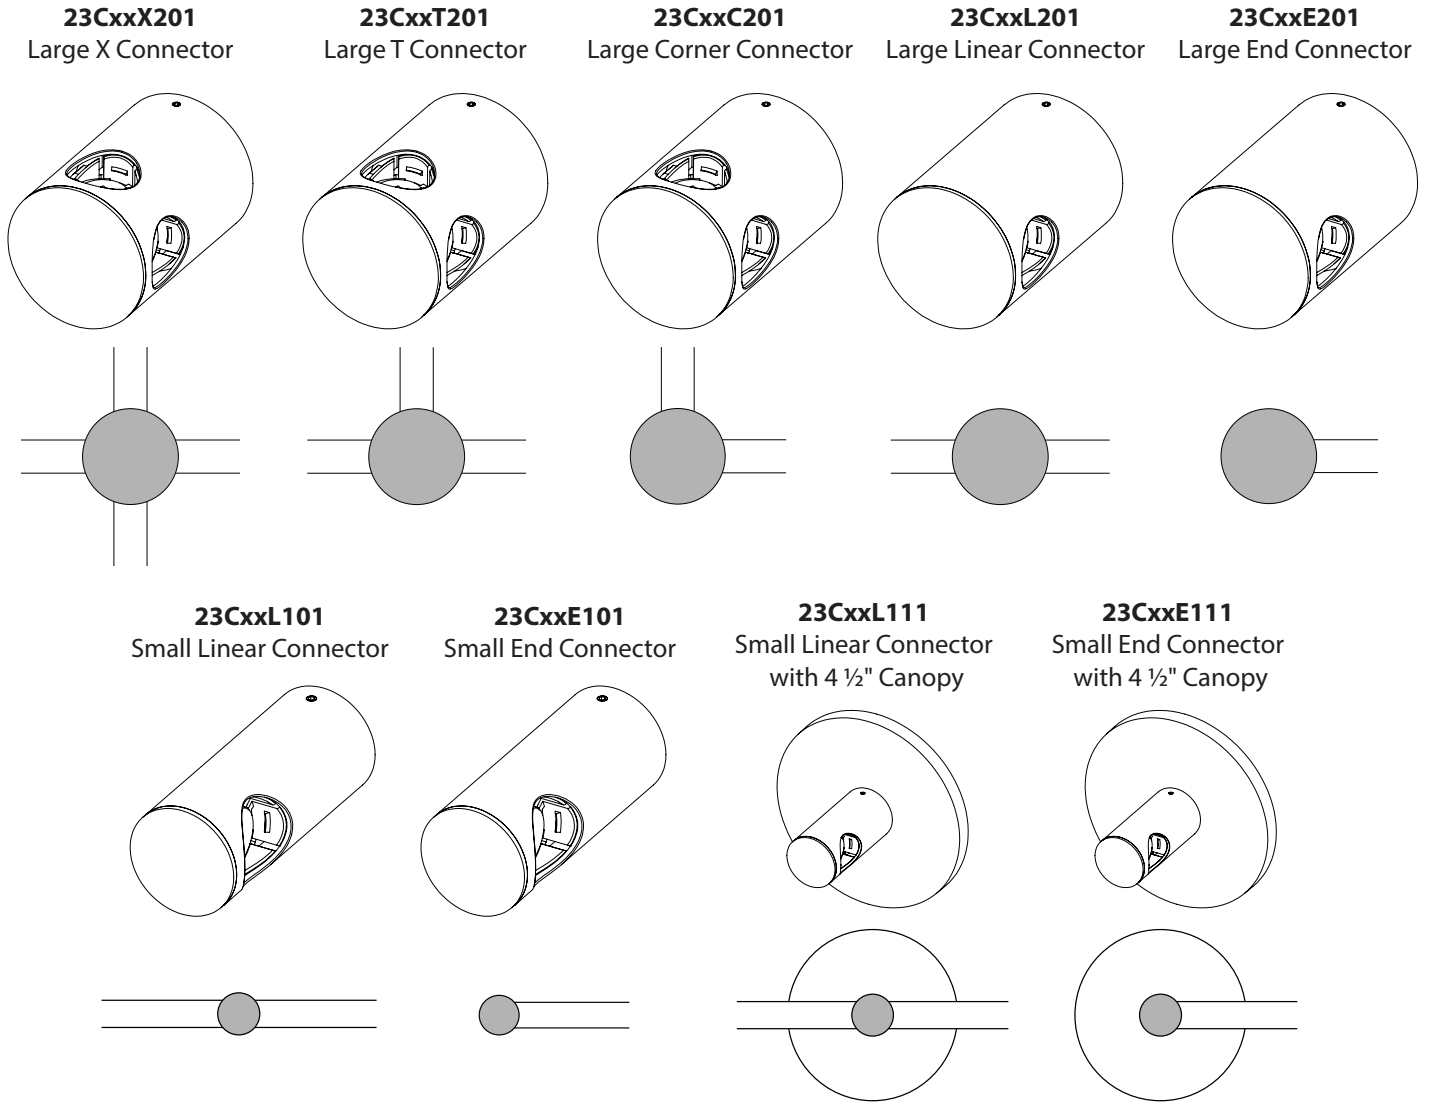 23CxxX201
Large X Connector
23CxxT201
Large T Connector
23CxxC201
Large Corner Connector
23CxxL201
Large Linear Connector
23CxxE201
Large End Connector
23CxxL101
Small Linear Connector
23CxxE101
Small End Connector
23CxxL111
Small Linear Connector
with 4 ½" Canopy
23CxxE111
Small End Connector
with 4 ½" Canopy